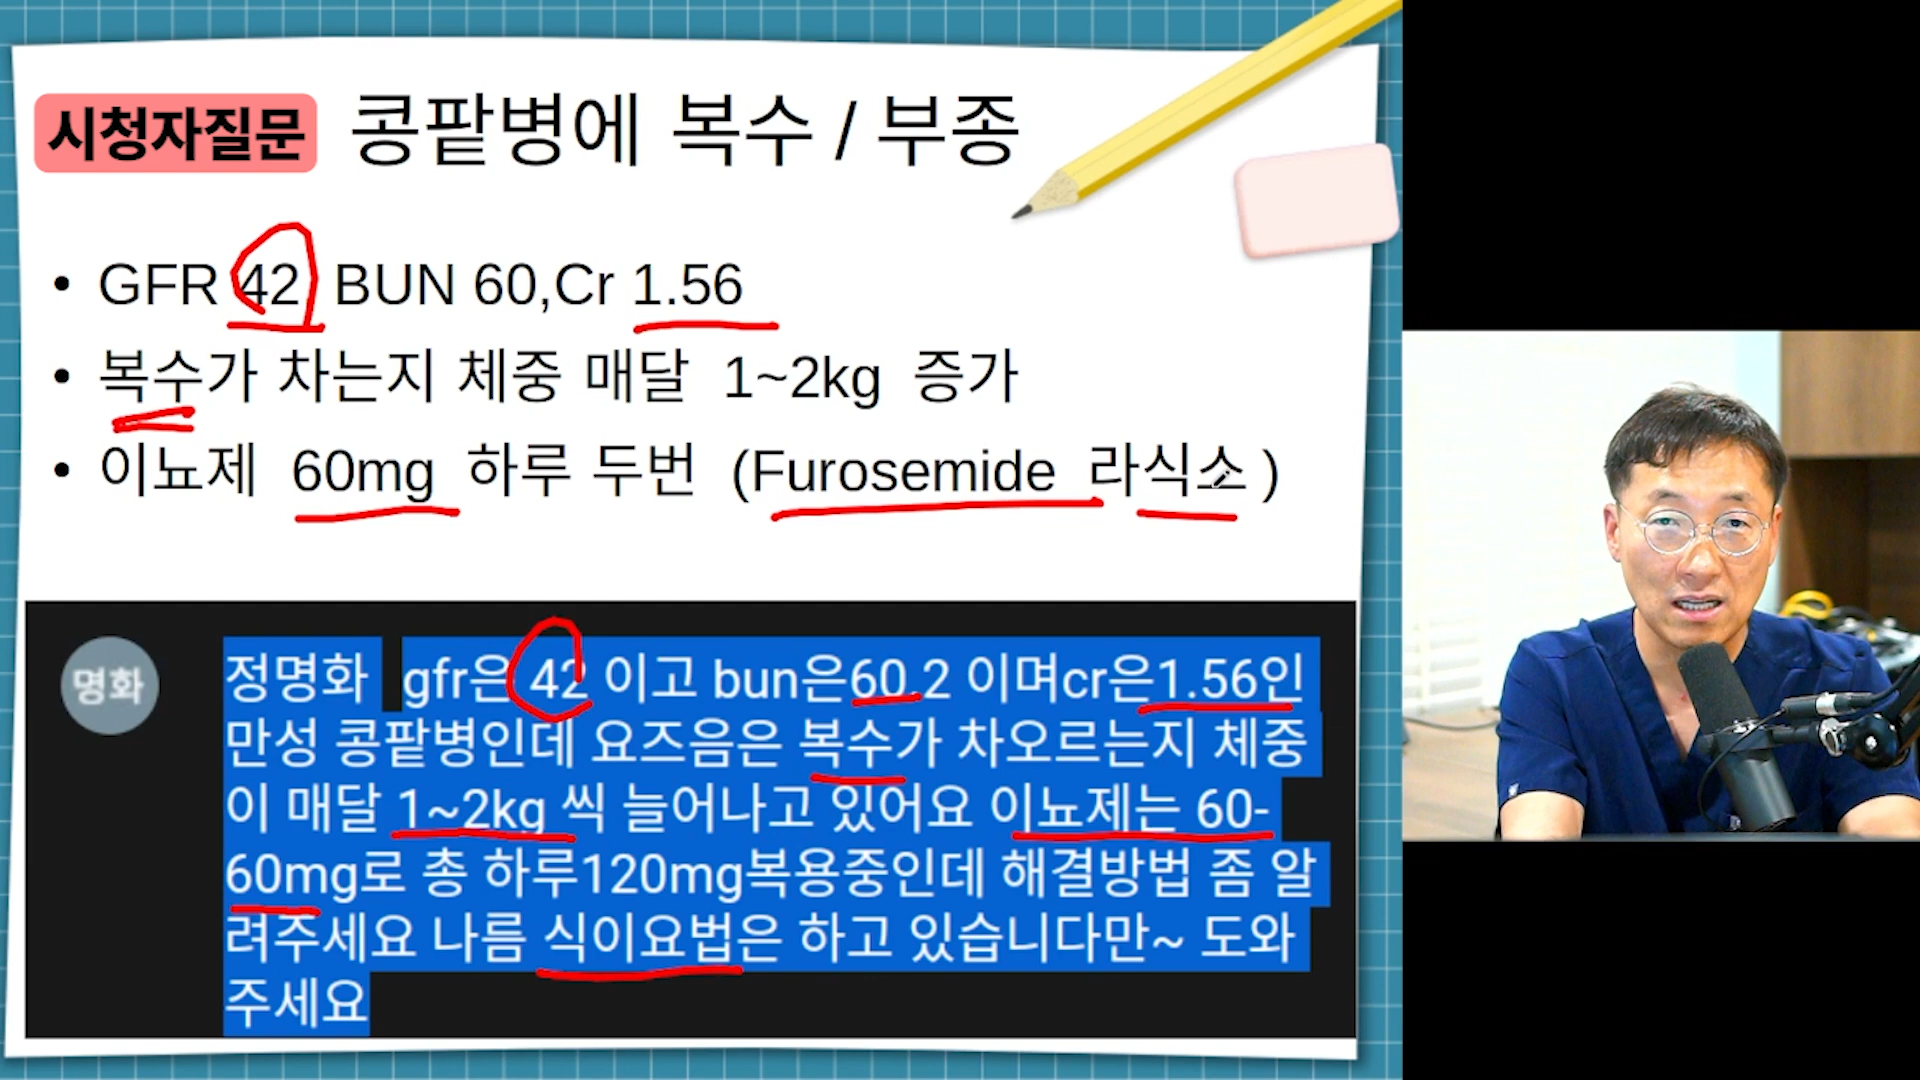 시청자질문 콩팥병에 복수 / 부종
• GFR 42 BUN 60,Cr 1.56
• 복수가 차는지 체중 매달 1~2kg 증가
• 이뇨제 60mg 하루 두번 (Furosemide 라식소 )
명화
정명화 gfr은 42 이고 bun은60.2 이며cr은1.56인
만성 콩팥병인데 요즈음은 복수가 차오르는지 체중
이 매달 1~2kg 씩 늘어나고 있어요 이뇨제는 60-
60mg로 총 하루120mg복용중인데 해결방법 좀 알
려주세요 나름 식이요법은 하고 있습니다만~ 도와
주세요